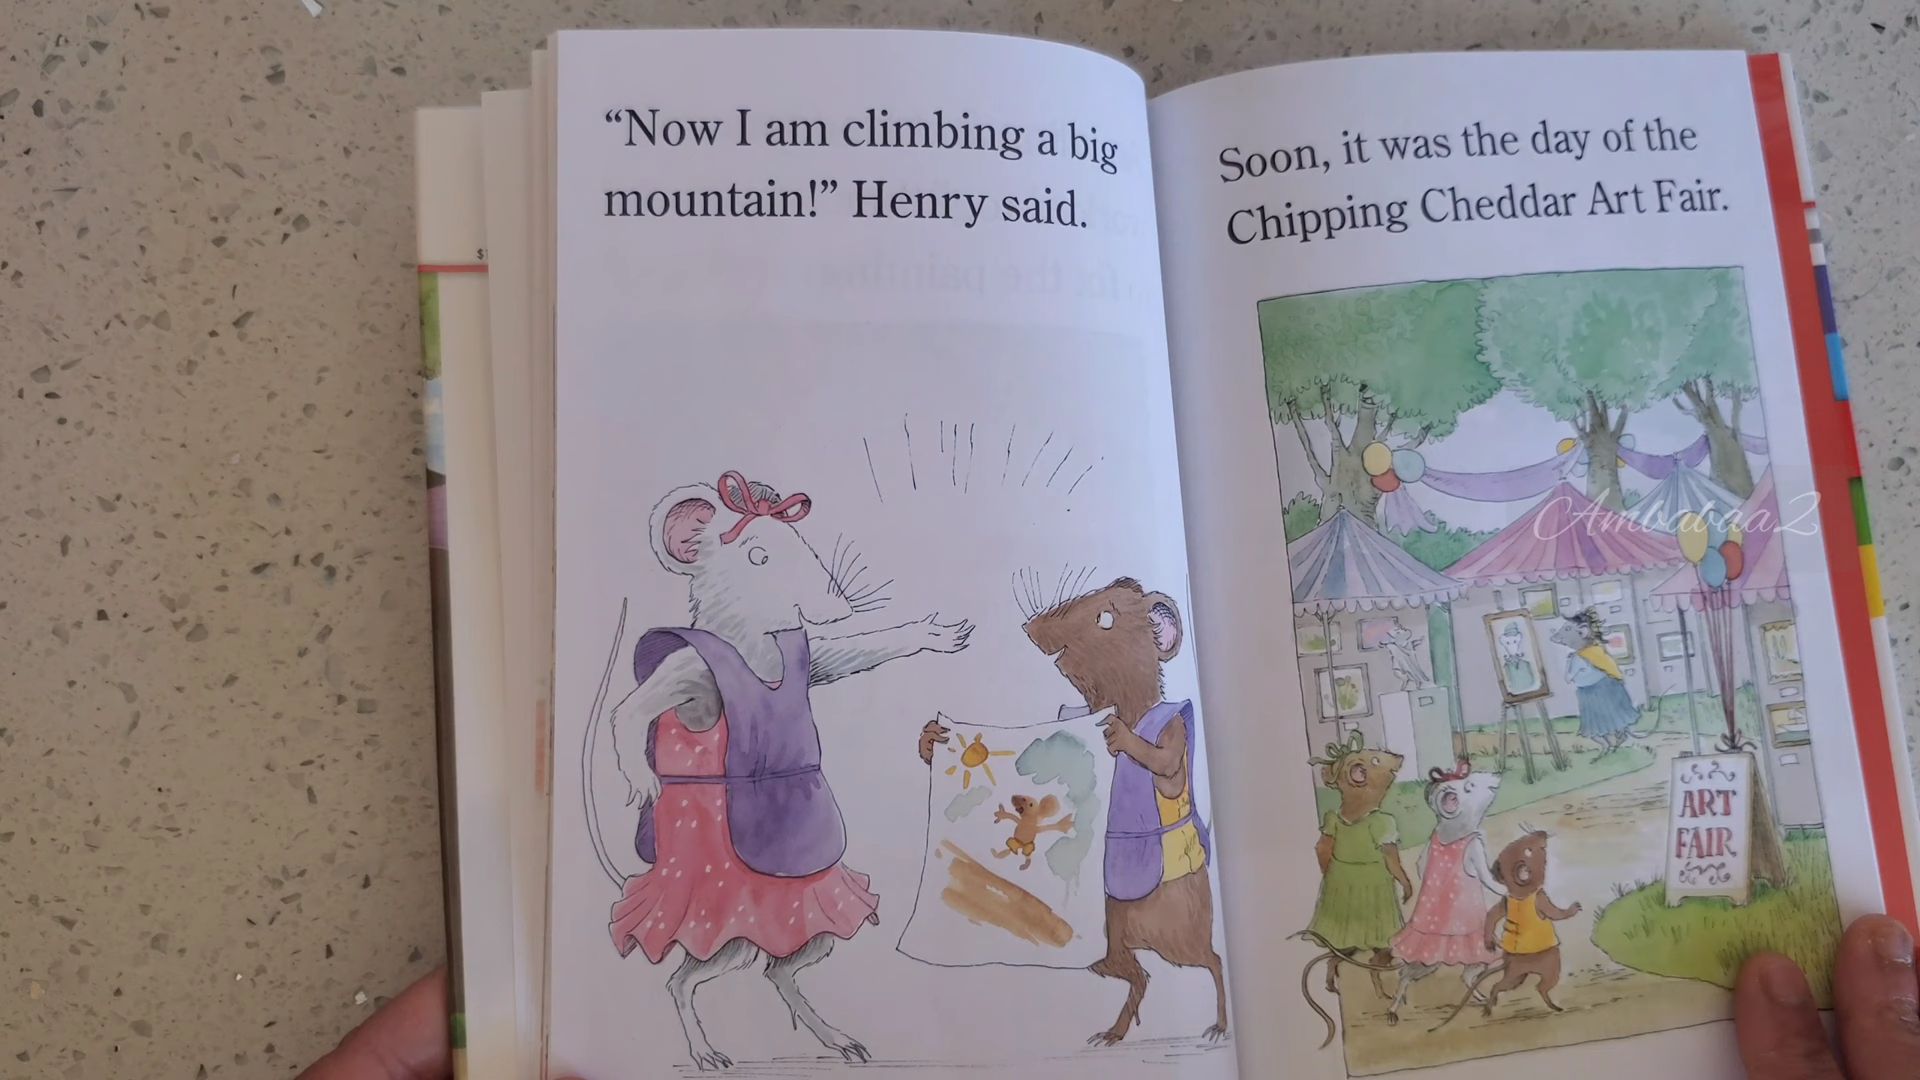 “Now I am climbing a big
mountain!” Henry said.
Soon, it was the day of the
Chipping Cheddar Art Fair.
Ambabaa2
ART
FAIR